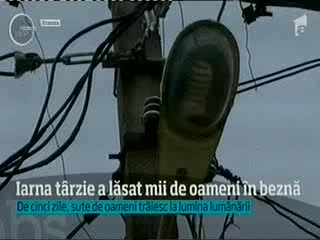 Vrancea
Iarna târzie a lăsat mii de oameni în beznă
De cinci zile, sute de oameni trăiesc la lumina lumânării